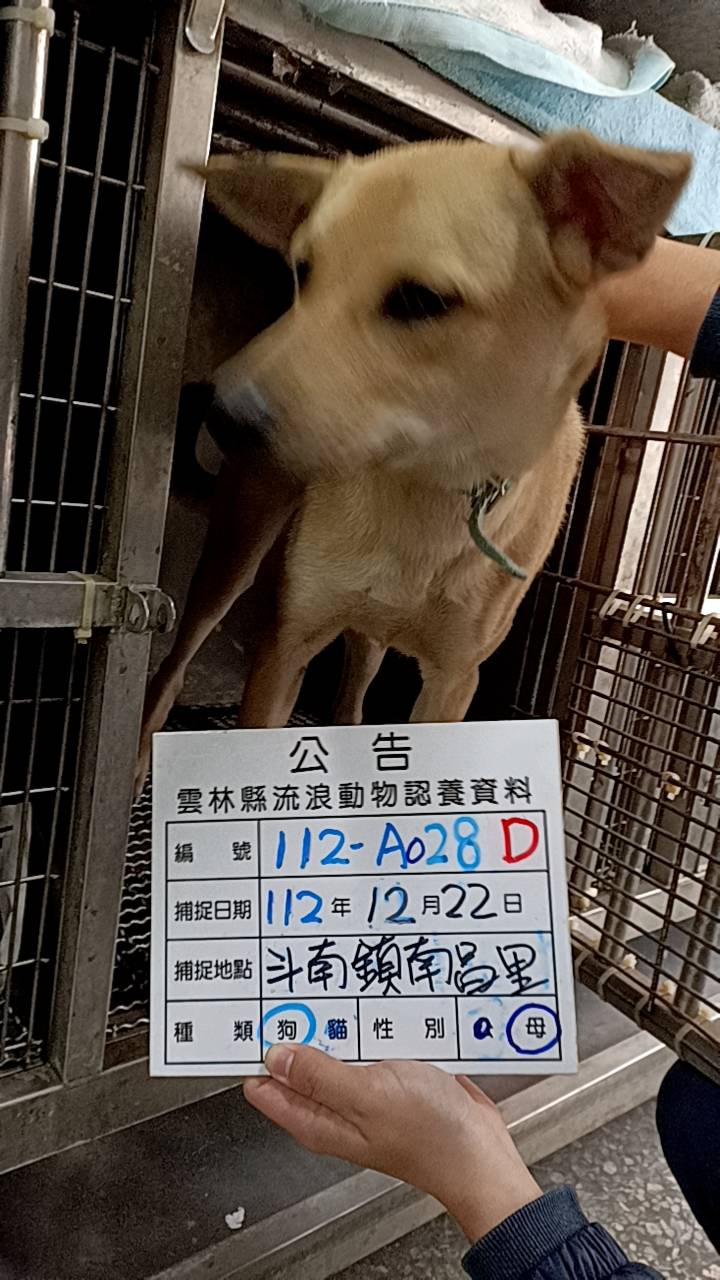 公告
雲林縣流浪動物認養資料
編號 112-A028 D
捕捉日期 112年12月22日
捕捉地點 斗南鎮南昌里
種類 狗 貓 性別 母